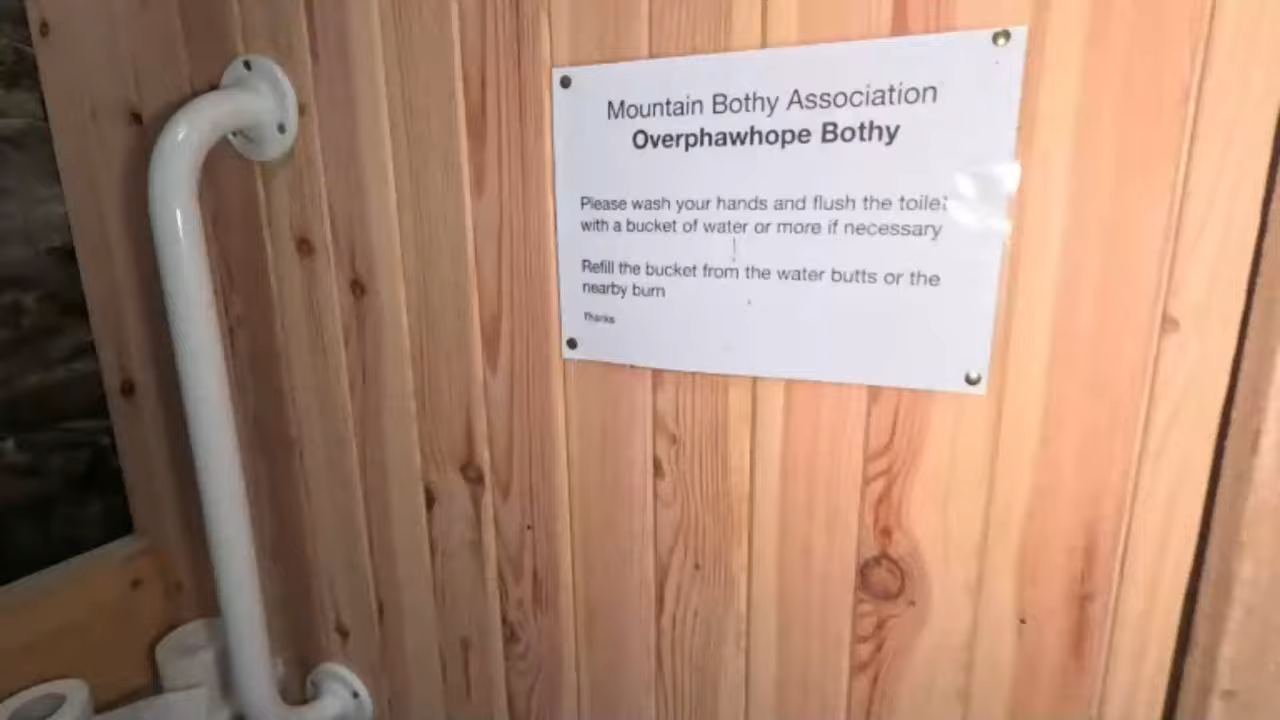 Mountain Bothy Association
Overphawhope Bothy
Please wash your hands and flush the toilet
with a bucket of water or more if necessary
Refill the bucket from the water butts or the
nearby burn
Thanks